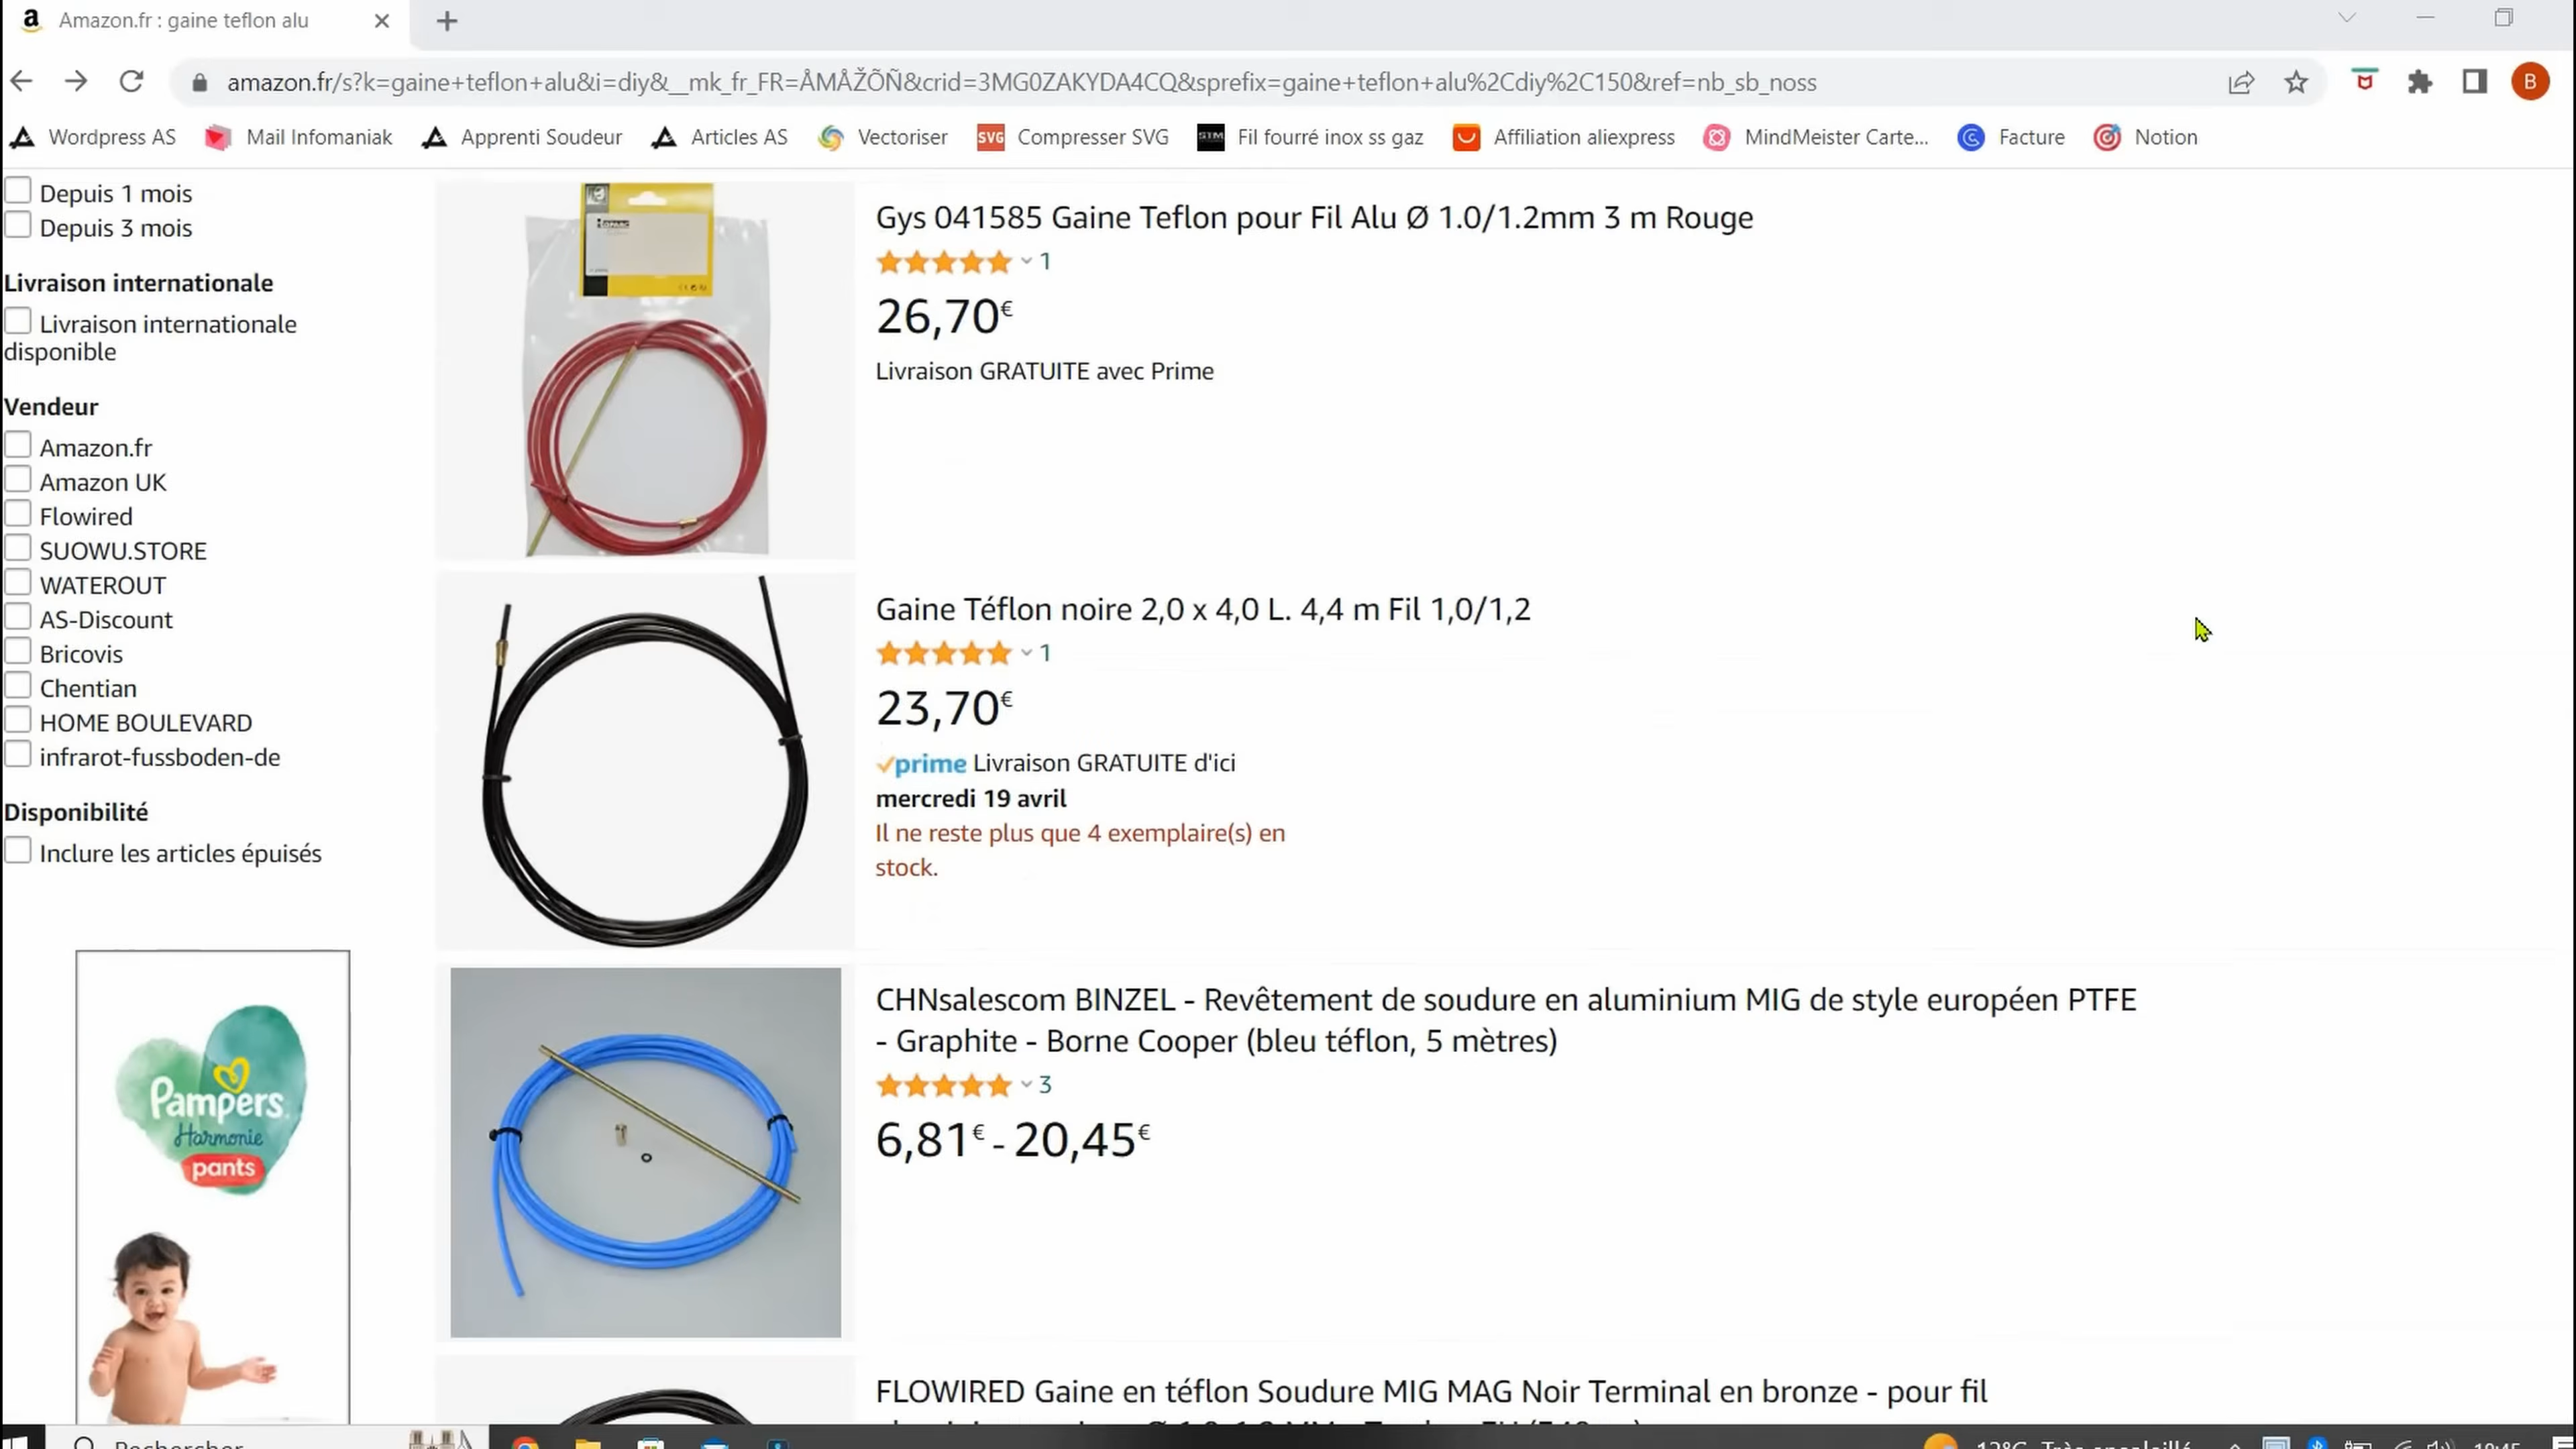 Amazon.fr : gaine teflon alu
amazon.fr/s?k=gaine+teflon+alu&i=diy&__mk_fr_FR=ÅMÅŽÕÑ&crid=3MG0ZAKYDA4CQ&sprefix=gaine+teflon+alu%2Cdiy%2C150&ref=nb_sb_noss
B
Wordpress AS Mail Infomaniak Apprenti Soudeur Articles AS Vectoriser SVG Compresser SVG Fil fourré inox ss gaz Affiliation aliexpress MindMeister Carte... Facture Notion
Depuis 1 mois
Depuis 3 mois
Livraison internationale
Livraison internationale
disponible
Vendeur
Amazon.fr
Amazon UK
Flowired
SUOWU.STORE
WATEROUT
AS-Discount
Bricovis
Chentian
HOME BOULEVARD
infrarot-fussboden-de
Disponibilité
Inclure les articles épuisés
Pampers
Harmonie
pants
Gys 041585 Gaine Teflon pour Fil Alu Ø 1.0/1.2mm 3 m Rouge
1
26,70€
Livraison GRATUITE avec Prime
Gaine Téflon noire 2,0 x 4,0 L. 4,4 m Fil 1,0/1,2
1
23,70€
prime Livraison GRATUITE d'ici
mercredi 19 avril
Il ne reste plus que 4 exemplaire(s) en
stock.
CHNsalescom BINZEL - Revêtement de soudure en aluminium MIG de style européen PTFE
- Graphite - Borne Cooper (bleu téflon, 5 mètres)
3
6,81€ - 20,45€
FLOWIRED Gaine en téflon Soudure MIG MAG Noir Terminal en bronze - pour fil
Rechercher